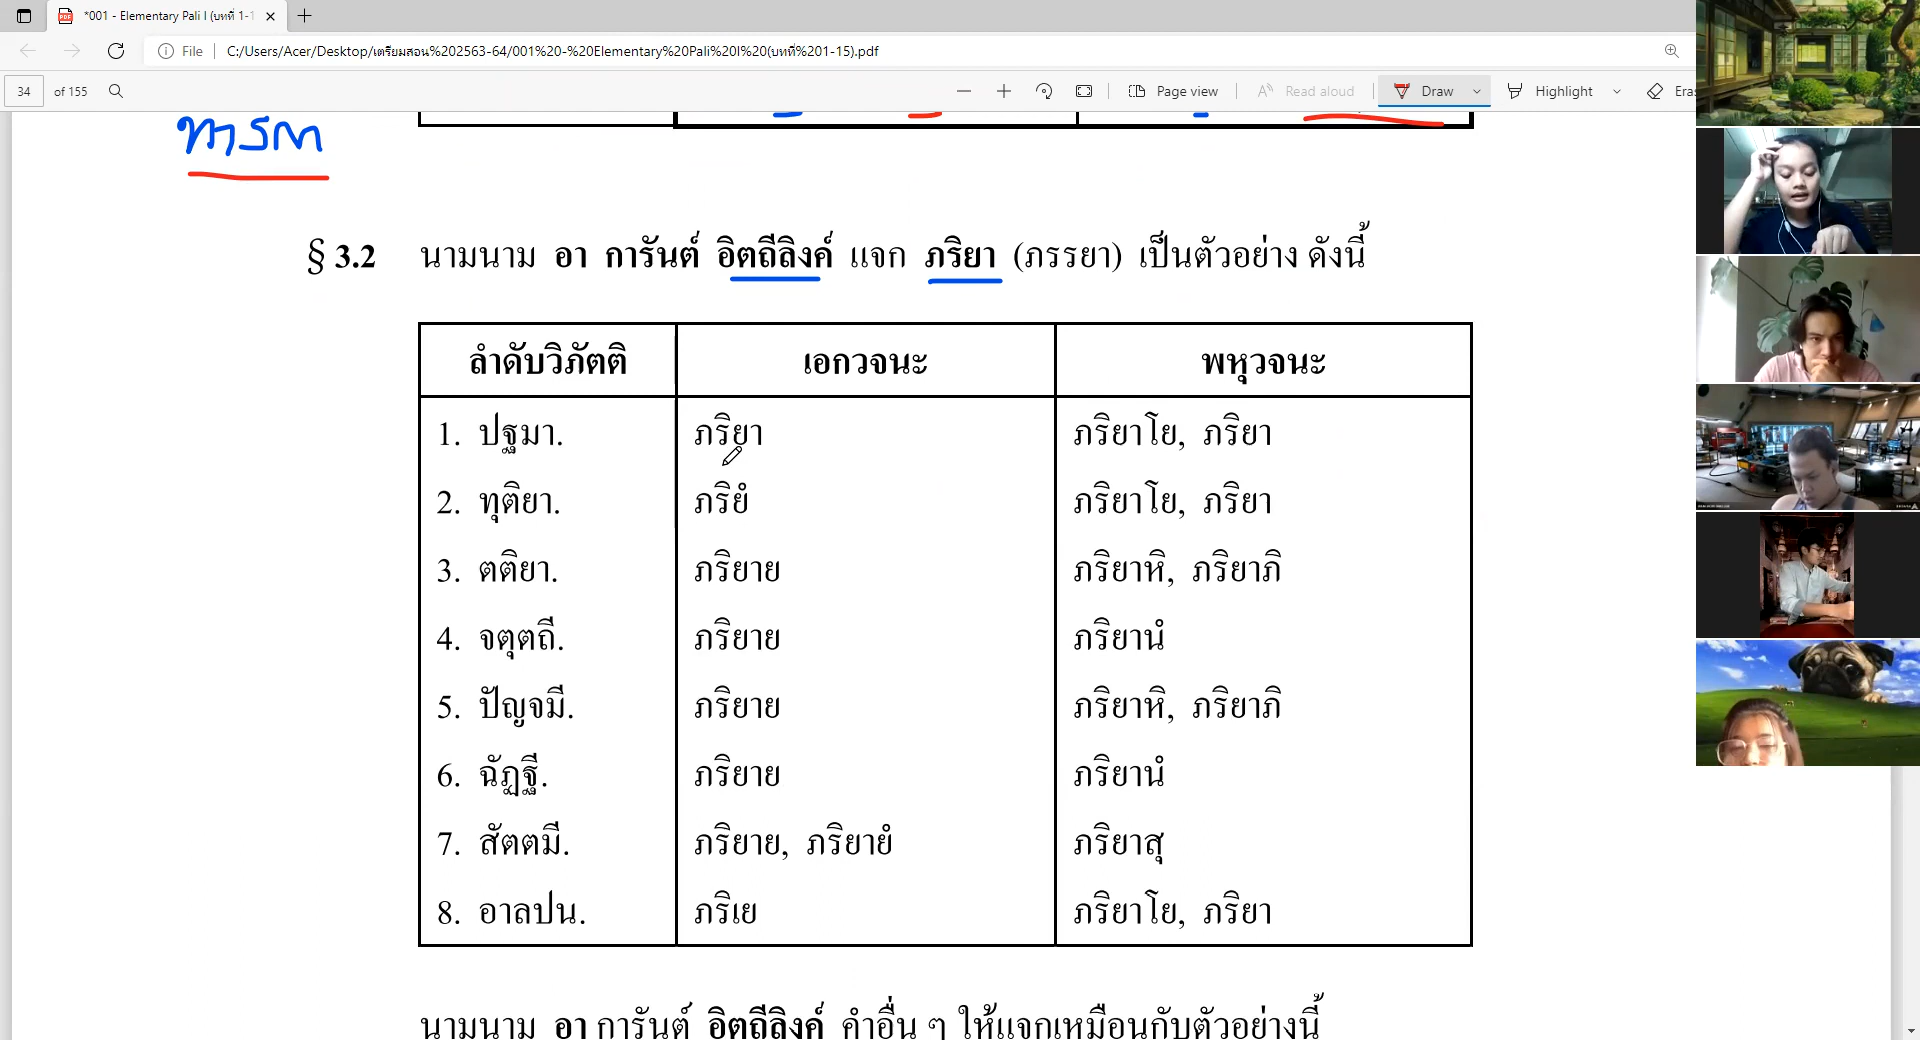 *001 - Elementary Pali I (บทที่ 1-1
File
C:/Users/Acer/Desktop/เตรียมสอน%202563-64/001%20-%20Elementary%20Pali%20I%20(บทที่%201-15).pdf
34 of 155
Page view
Read aloud
Draw
Highlight
Eras
ทารก
§ 3.2 นามนาม อา การันต์ อิตถีลิงค์ แจก ภริยา (ภรรยา) เป็นตัวอย่าง ดังนี้
ลำดับวิภัตติ เอกวจนะ พหุวจนะ
1. ปฐมา. ภริยา ภริยาโย, ภริยา
2. ทุติยา. ภริยํ ภริยาโย, ภริยา
3. ตติยา. ภริยาย ภริยาหิ, ภริยาภิ
4. จตุตถี. ภริยาย ภริยานํ
5. ปัญจมี. ภริยาย ภริยาหิ, ภริยาภิ
6. ฉัฏฐี. ภริยาย ภริยานํ
7. สัตตมี. ภริยาย, ภริยายํ ภริยาสุ
8. อาลปน. ภริเย ภริยาโย, ภริยา
นามนาม อา การันต์ อิตถีลิงค์ คำอื่น ๆ ให้แจกเหมือนกับตัวอย่างนี้